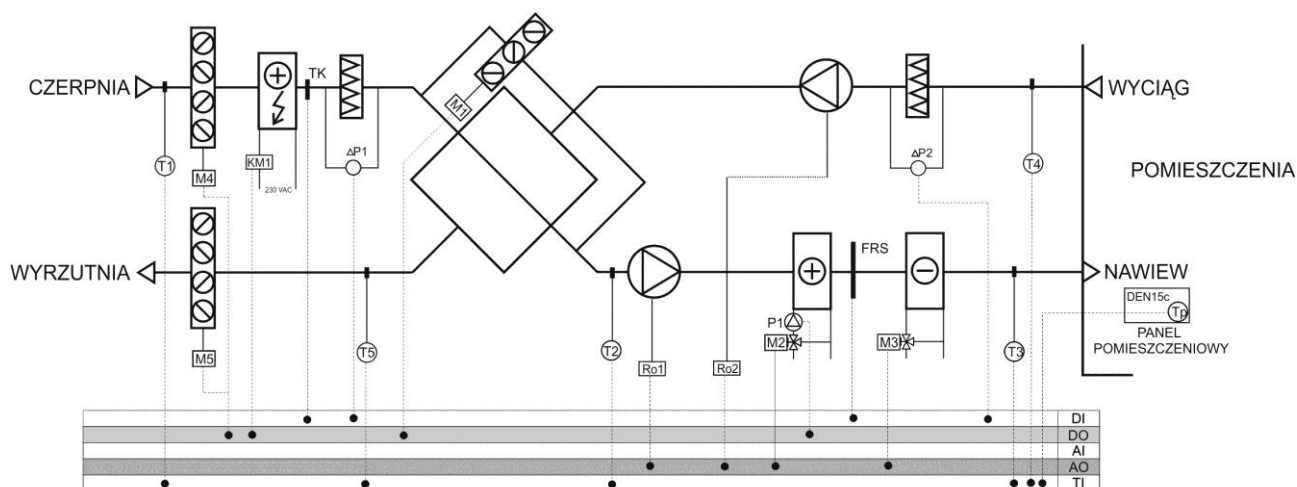 CZERPNIA
TK
M1
WYCIĄG
T1
KM1
ΔP1
ΔP2
T4
M4
230 VAC
POMIESZCZENIA
WYRZUTNIA
FRS
NAWIEW
DEN15c
Tp
P1
PANEL
POMIESZCZENIOWY
M5
T5
T2
Ro1
Ro2
M2
M3
T3
DI
DO
AI
AO
TI